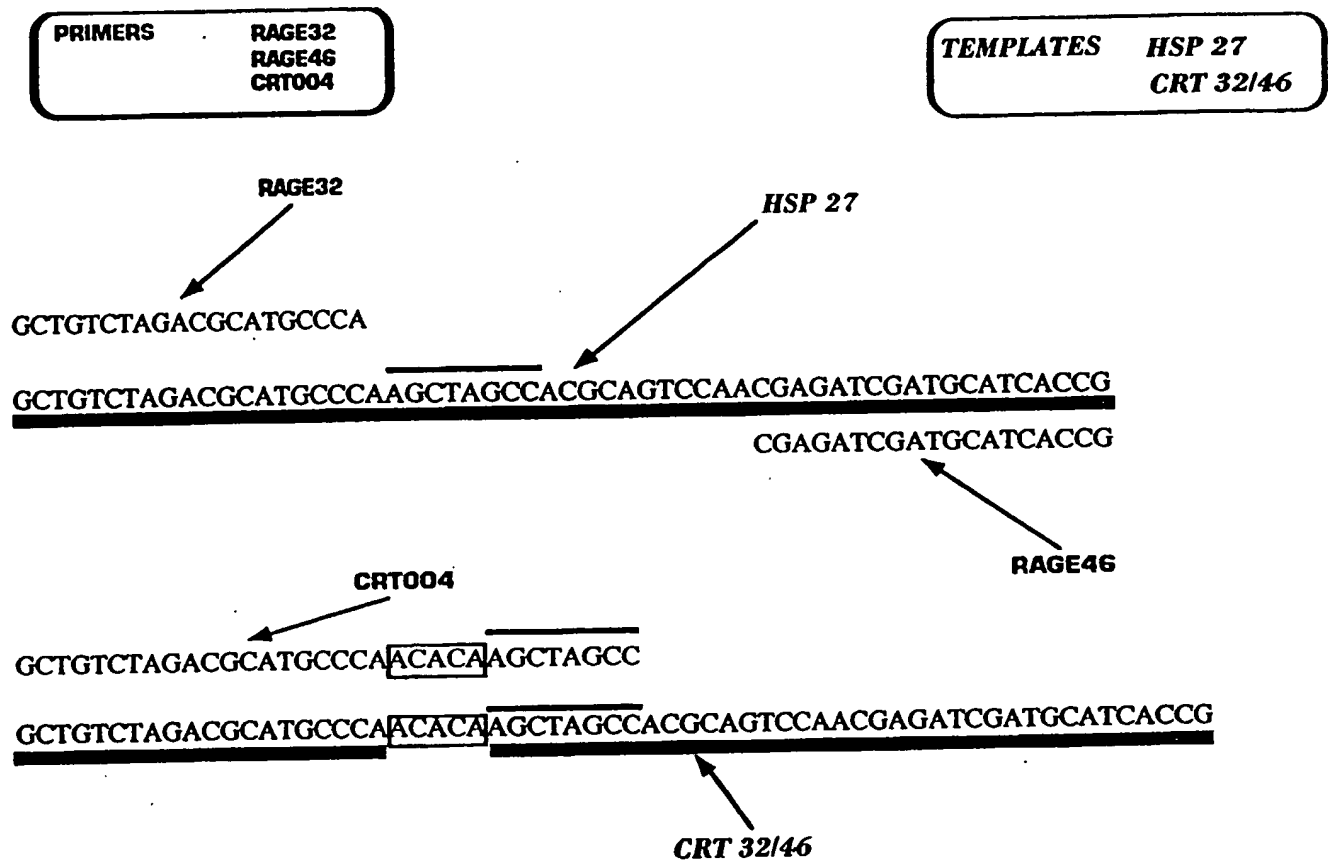 PRIMERS RAGE32
RAGE46
CRT004
TEMPLATES HSP 27
CRT 32/46
RAGE32
HSP 27
GCTGTCTAGACGCATGCCCA
GCTGTCTAGACGCATGCCCAAGCTAGCCACGCAGTCCAACGAGATCGATGCATCACCG
CGAGATCGATGCATCACCG
RAGE46
CRT004
GCTGTCTAGACGCATGCCCAACACAAGCTAGCC
GCTGTCTAGACGCATGCCCAACACAAGCTAGCCACGCAGTCCAACGAGATCGATGCATCACCG
CRT 32/46